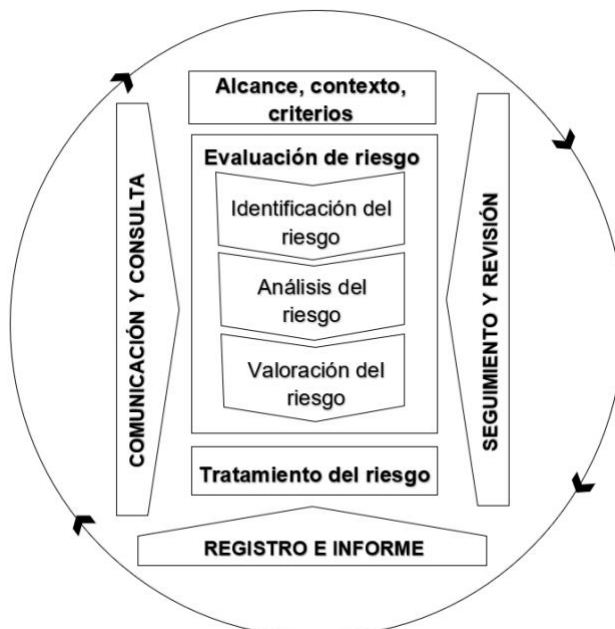 Alcance, contexto,
criterios
Evaluación de riesgo
Identificación del
riesgo
Análisis del
riesgo
Valoración del
riesgo
Tratamiento del riesgo
REGISTRO E INFORME
COMUNICACIÓN Y CONSULTA
SEGUIMIENTO Y REVISIÓN